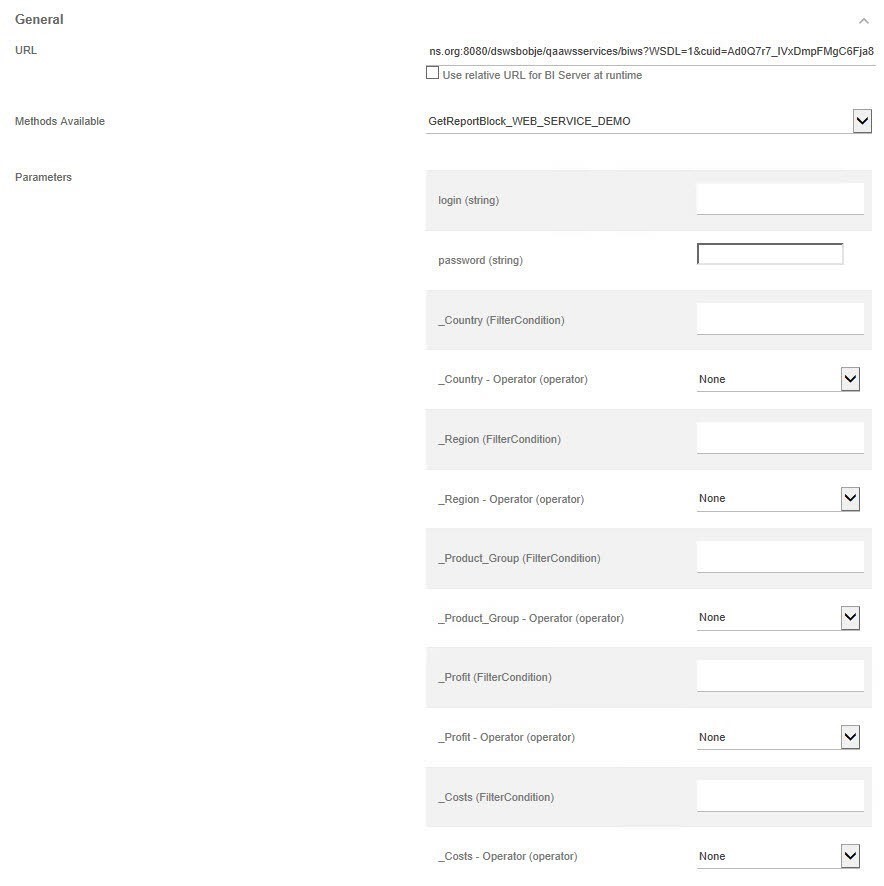 General
URL
ns.org:8080/dswsbobje/qaawsservices/biws?WSDL=1&cuid=Ad0Q7r7_IVxDmpFMgC6Fja8
Use relative URL for BI Server at runtime
Methods Available
GetReportBlock_WEB_SERVICE_DEMO
Parameters
login (string)
password (string)
_Country (FilterCondition)
_Country - Operator (operator) None
_Region (FilterCondition)
_Region - Operator (operator) None
_Product_Group (FilterCondition)
_Product_Group - Operator (operator) None
_Profit (FilterCondition)
_Profit - Operator (operator) None
_Costs (FilterCondition)
_Costs - Operator (operator) None